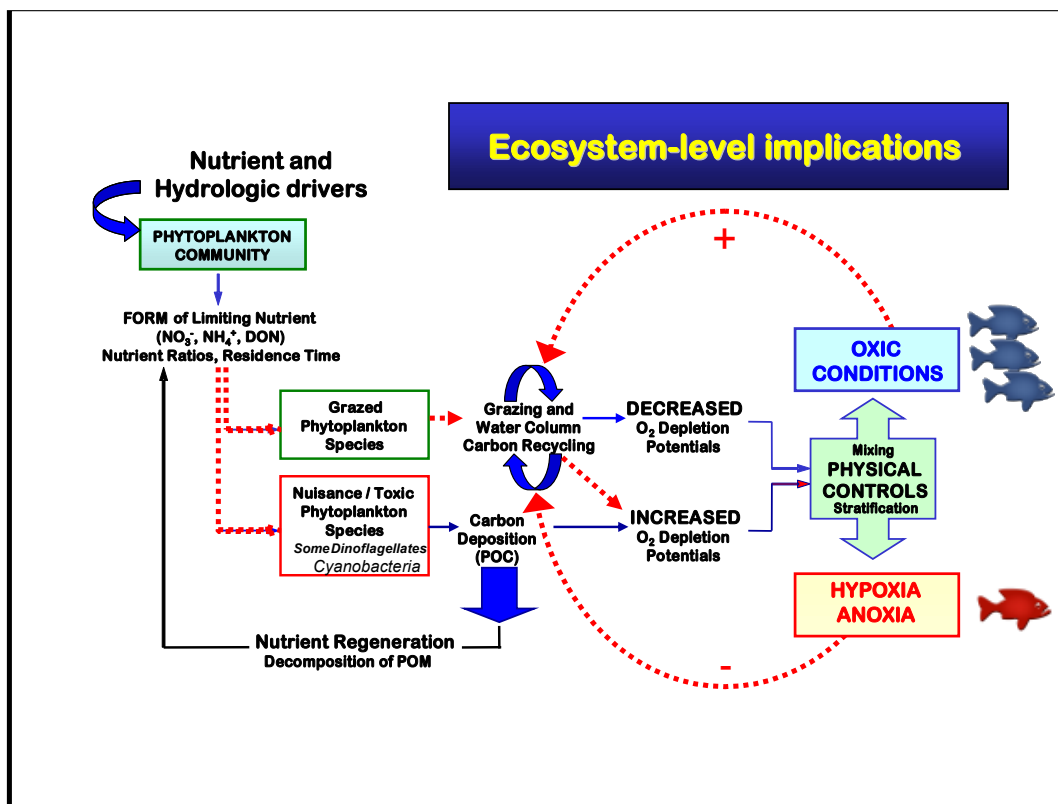 Ecosystem-level implications
Nutrient and
Hydrologic drivers
PHYTOPLANKTON
COMMUNITY
FORM of Limiting Nutrient
(NO₃⁻, NH₄⁺, DON)
Nutrient Ratios, Residence Time
+
Grazed
Phytoplankton
Species
Grazing and
Water Column
Carbon Recycling
DECREASED
O₂ Depletion
Potentials
OXIC
CONDITIONS
Mixing
PHYSICAL
CONTROLS
Stratification
Nuisance / Toxic
Phytoplankton
Species
Some Dinoflagellates
Cyanobacteria
Carbon
Deposition
(POC)
INCREASED
O₂ Depletion
Potentials
HYPOXIA
ANOXIA
Nutrient Regeneration
Decomposition of POM
-